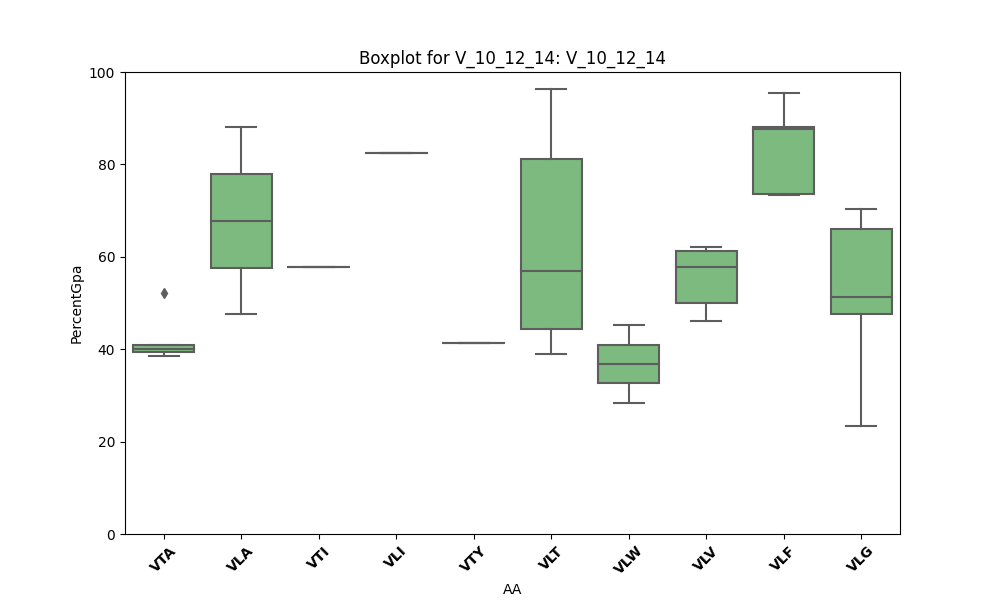 Boxplot for V_10_12_14: V_10_12_14
100
80
60
40
20
0
PercentGpa
VTA
VLA
VTI
VLI
VTY
VLT
VLW
VLV
VLF
VLG
AA